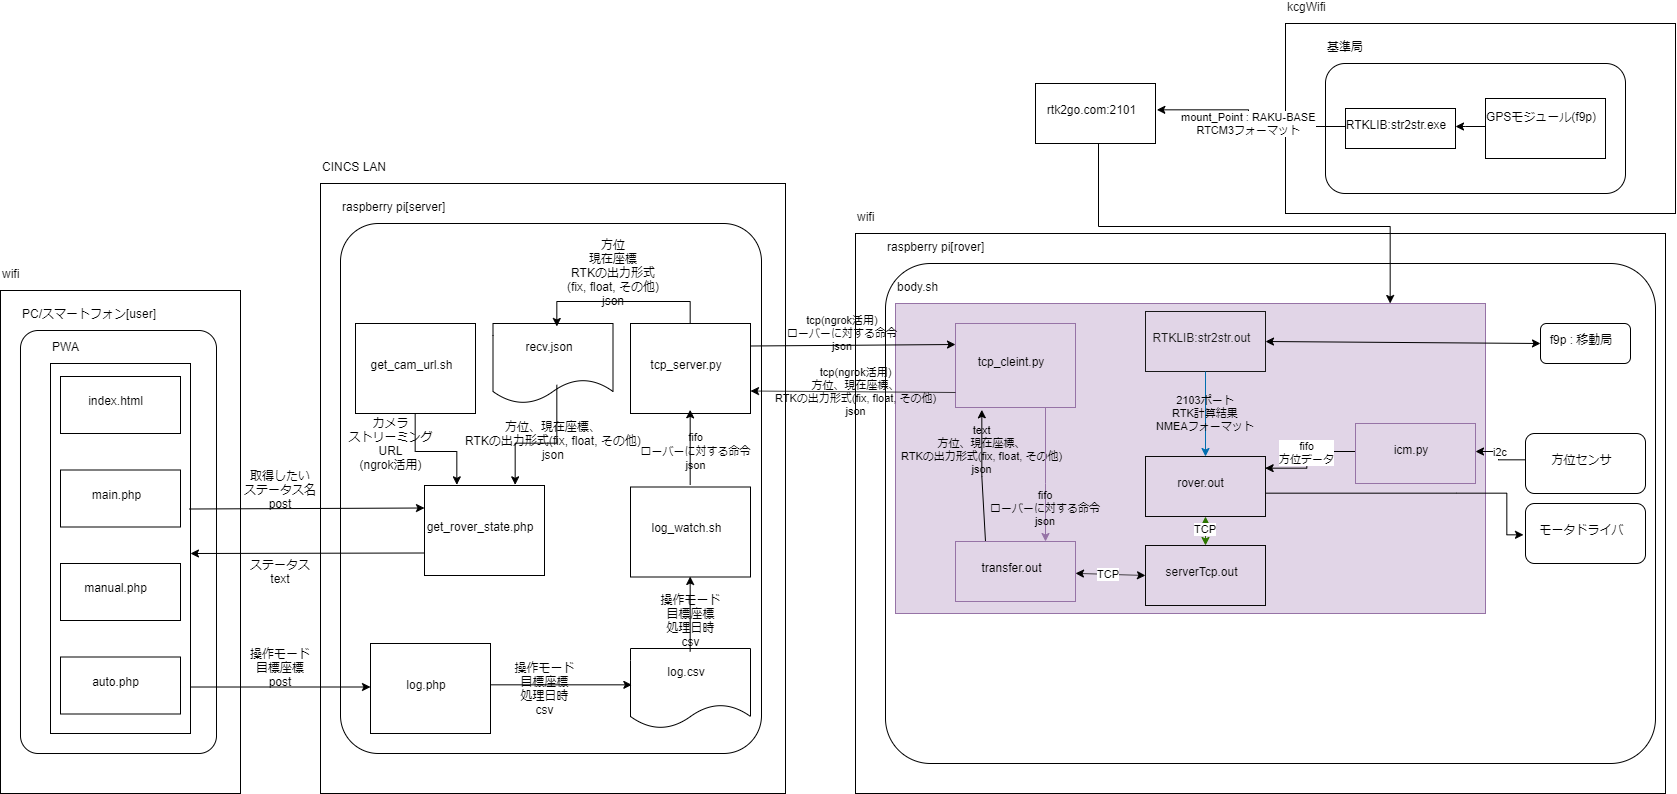 kcgWifi
基準局
rtk2go.com:2101
mount_Point : RAKU-BASE
RTCM3フォーマット
RTKLIB:str2str.exe
GPSモジュール(f9p)
wifi
PC/スマートフォン[user]
PWA
index.html
main.php
manual.php
auto.php
取得したい
ステータス名
post
ステータス
text
操作モード
目標座標
post
CINCS LAN
raspberry pi[server]
方位
現在座標
RTKの出力形式
(fix, float, その他)
json
get_cam_url.sh
recv.json
tcp_server.py
カメラ
ストリーミング
URL
(ngrok活用)
方位、現在座標、
RTKの出力形式(fix, float, その他)
json
fifo
ローバーに対する命令
json
get_rover_state.php
log_watch.sh
操作モード
目標座標
処理日時
csv
log.php
操作モード
目標座標
処理日時
csv
log.csv
tcp(ngrok活用)
ローバーに対する命令
json
tcp(ngrok活用)
方位、現在座標、
RTKの出力形式(fix, float, その他)
json
wifi
raspberry pi[rover]
body.sh
tcp_cleint.py
RTKLIB:str2str.out
f9p : 移動局
2103ポート
RTK計算結果
NMEAフォーマット
text
方位、現在座標、
RTKの出力形式(fix, float, その他)
json
fifo
方位データ
icm.py
i2c
方位センサ
rover.out
fifo
ローバーに対する命令
json
TCP
モータドライバ
transfer.out
TCP
serverTcp.out